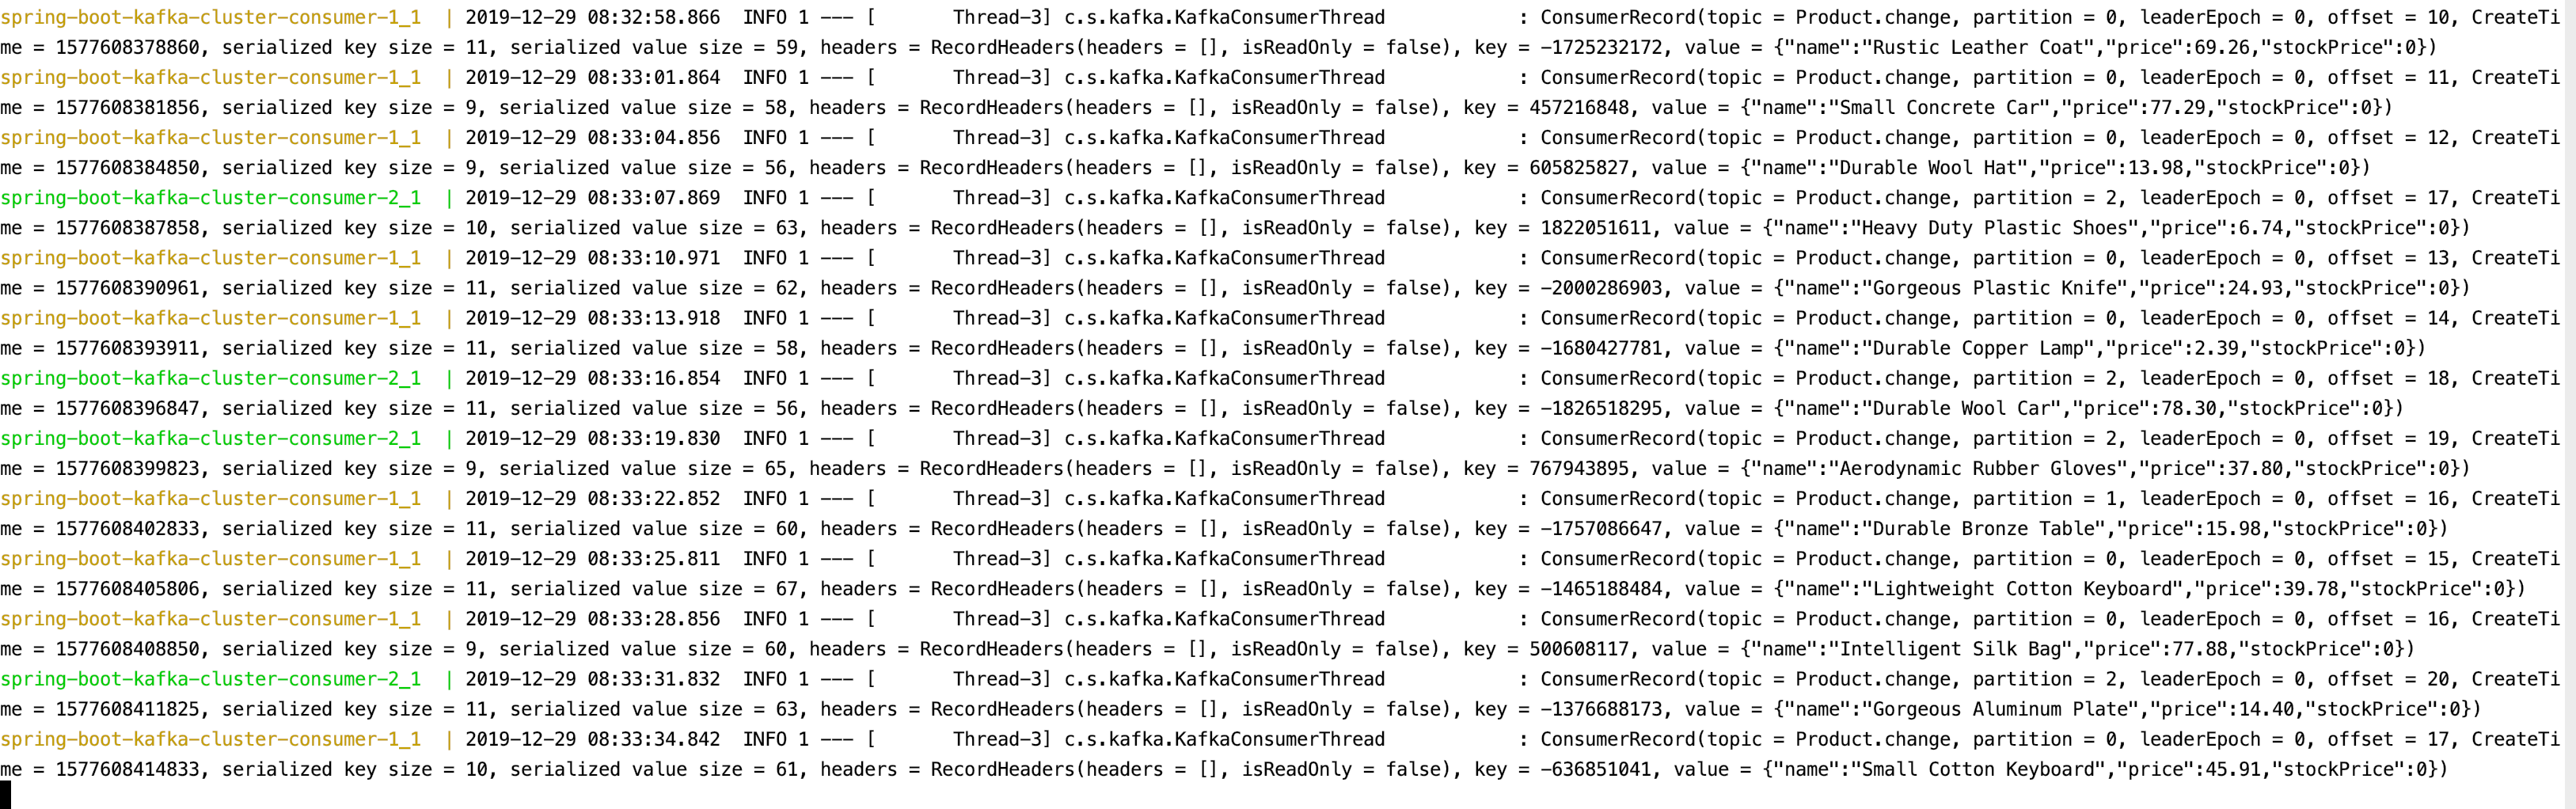 spring-boot-kafka-cluster-consumer-1_1  | 2019-12-29 08:32:58.866  INFO 1 --- [       Thread-3] c.s.kafka.KafkaConsumerThread            : ConsumerRecord(topic = Product.change, partition = 0, leaderEpoch = 0, offset = 10, CreateTi
me = 1577608378860, serialized key size = 11, serialized value size = 59, headers = RecordHeaders(headers = [], isReadOnly = false), key = -1725232172, value = {"name":"Rustic Leather Coat","price":69.26,"stockPrice":0})
spring-boot-kafka-cluster-consumer-1_1  | 2019-12-29 08:33:01.864  INFO 1 --- [       Thread-3] c.s.kafka.KafkaConsumerThread            : ConsumerRecord(topic = Product.change, partition = 0, leaderEpoch = 0, offset = 11, CreateTi
me = 1577608381856, serialized key size = 9, serialized value size = 58, headers = RecordHeaders(headers = [], isReadOnly = false), key = 457216848, value = {"name":"Small Concrete Car","price":77.29,"stockPrice":0})
spring-boot-kafka-cluster-consumer-1_1  | 2019-12-29 08:33:04.856  INFO 1 --- [       Thread-3] c.s.kafka.KafkaConsumerThread            : ConsumerRecord(topic = Product.change, partition = 0, leaderEpoch = 0, offset = 12, CreateTi
me = 1577608384850, serialized key size = 9, serialized value size = 56, headers = RecordHeaders(headers = [], isReadOnly = false), key = 605825827, value = {"name":"Durable Wool Hat","price":13.98,"stockPrice":0})
spring-boot-kafka-cluster-consumer-2_1  | 2019-12-29 08:33:07.869  INFO 1 --- [       Thread-3] c.s.kafka.KafkaConsumerThread            : ConsumerRecord(topic = Product.change, partition = 2, leaderEpoch = 0, offset = 17, CreateTi
me = 1577608387858, serialized key size = 10, serialized value size = 63, headers = RecordHeaders(headers = [], isReadOnly = false), key = 1822051611, value = {"name":"Heavy Duty Plastic Shoes","price":6.74,"stockPrice":0})
spring-boot-kafka-cluster-consumer-1_1  | 2019-12-29 08:33:10.971  INFO 1 --- [       Thread-3] c.s.kafka.KafkaConsumerThread            : ConsumerRecord(topic = Product.change, partition = 0, leaderEpoch = 0, offset = 13, CreateTi
me = 1577608390961, serialized key size = 11, serialized value size = 62, headers = RecordHeaders(headers = [], isReadOnly = false), key = -2000286903, value = {"name":"Gorgeous Plastic Knife","price":24.93,"stockPrice":0})
spring-boot-kafka-cluster-consumer-1_1  | 2019-12-29 08:33:13.918  INFO 1 --- [       Thread-3] c.s.kafka.KafkaConsumerThread            : ConsumerRecord(topic = Product.change, partition = 0, leaderEpoch = 0, offset = 14, CreateTi
me = 1577608393911, serialized key size = 11, serialized value size = 58, headers = RecordHeaders(headers = [], isReadOnly = false), key = -1680427781, value = {"name":"Durable Copper Lamp","price":2.39,"stockPrice":0})
spring-boot-kafka-cluster-consumer-2_1  | 2019-12-29 08:33:16.854  INFO 1 --- [       Thread-3] c.s.kafka.KafkaConsumerThread            : ConsumerRecord(topic = Product.change, partition = 2, leaderEpoch = 0, offset = 18, CreateTi
me = 1577608396847, serialized key size = 11, serialized value size = 56, headers = RecordHeaders(headers = [], isReadOnly = false), key = -1826518295, value = {"name":"Durable Wool Car","price":78.30,"stockPrice":0})
spring-boot-kafka-cluster-consumer-2_1  | 2019-12-29 08:33:19.830  INFO 1 --- [       Thread-3] c.s.kafka.KafkaConsumerThread            : ConsumerRecord(topic = Product.change, partition = 2, leaderEpoch = 0, offset = 19, CreateTi
me = 1577608399823, serialized key size = 9, serialized value size = 65, headers = RecordHeaders(headers = [], isReadOnly = false), key = 767943895, value = {"name":"Aerodynamic Rubber Gloves","price":37.80,"stockPrice":0})
spring-boot-kafka-cluster-consumer-1_1  | 2019-12-29 08:33:22.852  INFO 1 --- [       Thread-3] c.s.kafka.KafkaConsumerThread            : ConsumerRecord(topic = Product.change, partition = 1, leaderEpoch = 0, offset = 16, CreateTi
me = 1577608402833, serialized key size = 11, serialized value size = 60, headers = RecordHeaders(headers = [], isReadOnly = false), key = -1757086647, value = {"name":"Durable Bronze Table","price":15.98,"stockPrice":0})
spring-boot-kafka-cluster-consumer-1_1  | 2019-12-29 08:33:25.811  INFO 1 --- [       Thread-3] c.s.kafka.KafkaConsumerThread            : ConsumerRecord(topic = Product.change, partition = 0, leaderEpoch = 0, offset = 15, CreateTi
me = 1577608405806, serialized key size = 11, serialized value size = 67, headers = RecordHeaders(headers = [], isReadOnly = false), key = -1465188484, value = {"name":"Lightweight Cotton Keyboard","price":39.78,"stockPrice":0})
spring-boot-kafka-cluster-consumer-1_1  | 2019-12-29 08:33:28.856  INFO 1 --- [       Thread-3] c.s.kafka.KafkaConsumerThread            : ConsumerRecord(topic = Product.change, partition = 0, leaderEpoch = 0, offset = 16, CreateTi
me = 1577608408850, serialized key size = 9, serialized value size = 60, headers = RecordHeaders(headers = [], isReadOnly = false), key = 500608117, value = {"name":"Intelligent Silk Bag","price":77.88,"stockPrice":0})
spring-boot-kafka-cluster-consumer-2_1  | 2019-12-29 08:33:31.832  INFO 1 --- [       Thread-3] c.s.kafka.KafkaConsumerThread            : ConsumerRecord(topic = Product.change, partition = 2, leaderEpoch = 0, offset = 20, CreateTi
me = 1577608411825, serialized key size = 11, serialized value size = 63, headers = RecordHeaders(headers = [], isReadOnly = false), key = -1376688173, value = {"name":"Gorgeous Aluminum Plate","price":14.40,"stockPrice":0})
spring-boot-kafka-cluster-consumer-1_1  | 2019-12-29 08:33:34.842  INFO 1 --- [       Thread-3] c.s.kafka.KafkaConsumerThread            : ConsumerRecord(topic = Product.change, partition = 0, leaderEpoch = 0, offset = 17, CreateTi
me = 1577608414833, serialized key size = 10, serialized value size = 61, headers = RecordHeaders(headers = [], isReadOnly = false), key = -636851041, value = {"name":"Small Cotton Keyboard","price":45.91,"stockPrice":0})